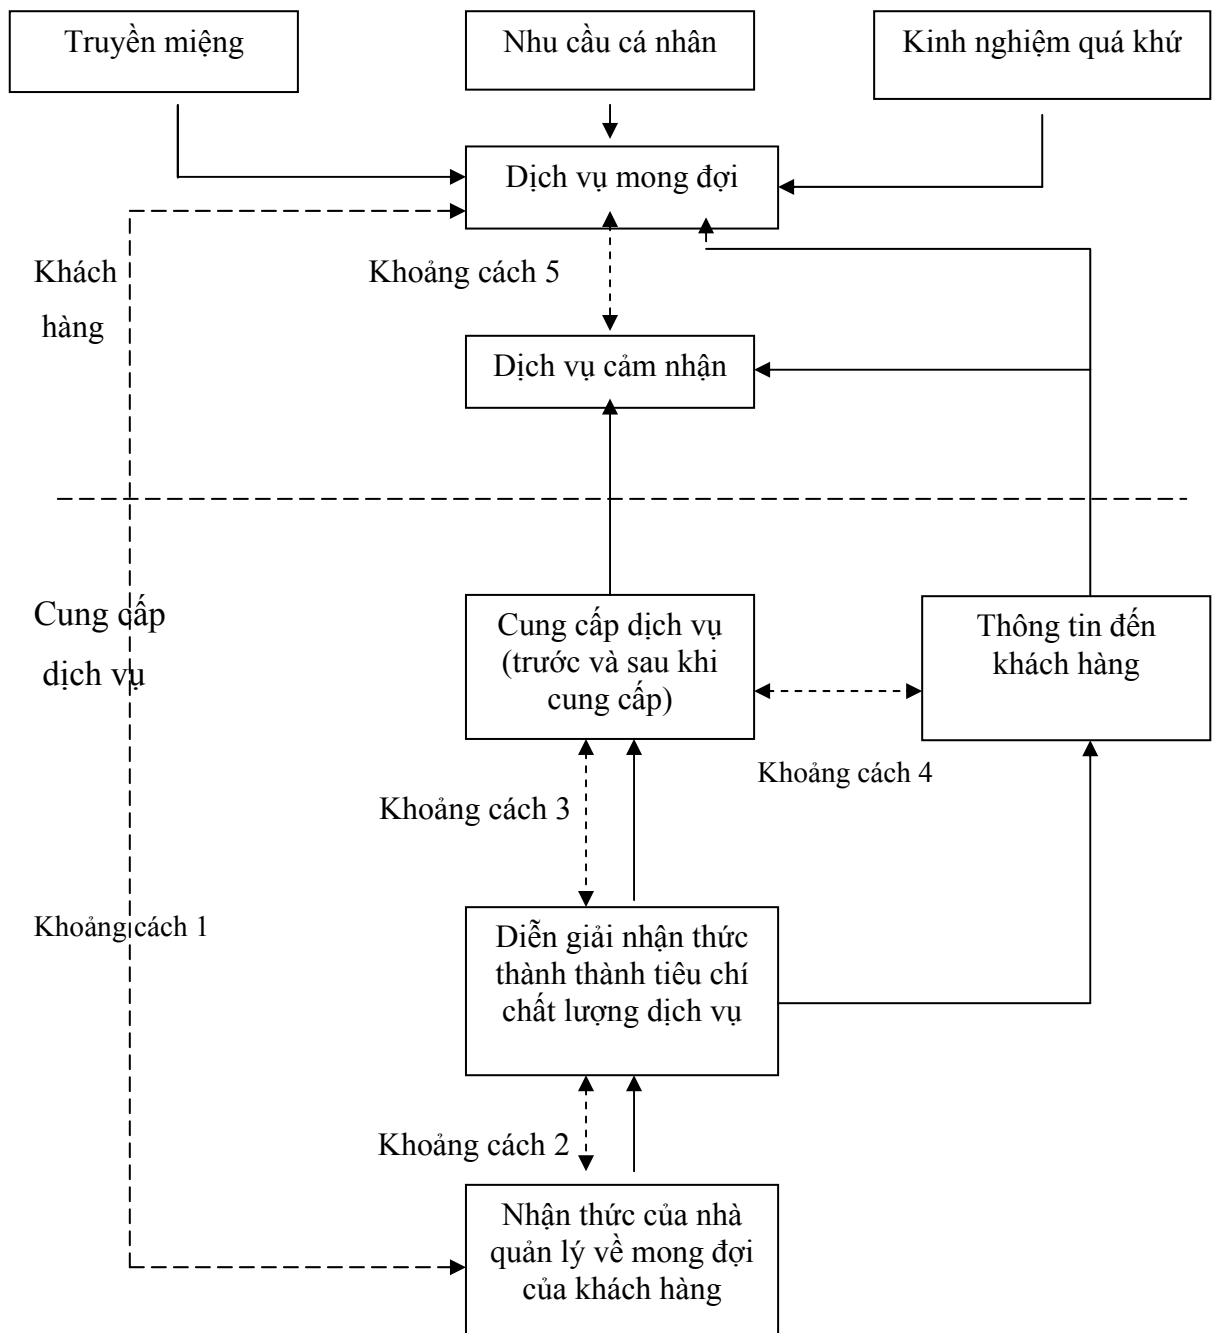 Truyền miệng
Nhu cầu cá nhân
Kinh nghiệm quá khứ
Dịch vụ mong đợi
Khách
hàng
Khoảng cách 5
Dịch vụ cảm nhận
Cung cấp
dịch vụ
Cung cấp dịch vụ
(trước và sau khi
cung cấp)
Thông tin đến
khách hàng
Khoảng cách 4
Khoảng cách 3
Khoảng cách 1
Diễn giải nhận thức
thành thành tiêu chí
chất lượng dịch vụ
Khoảng cách 2
Nhận thức của nhà
quản lý về mong đợi
của khách hàng